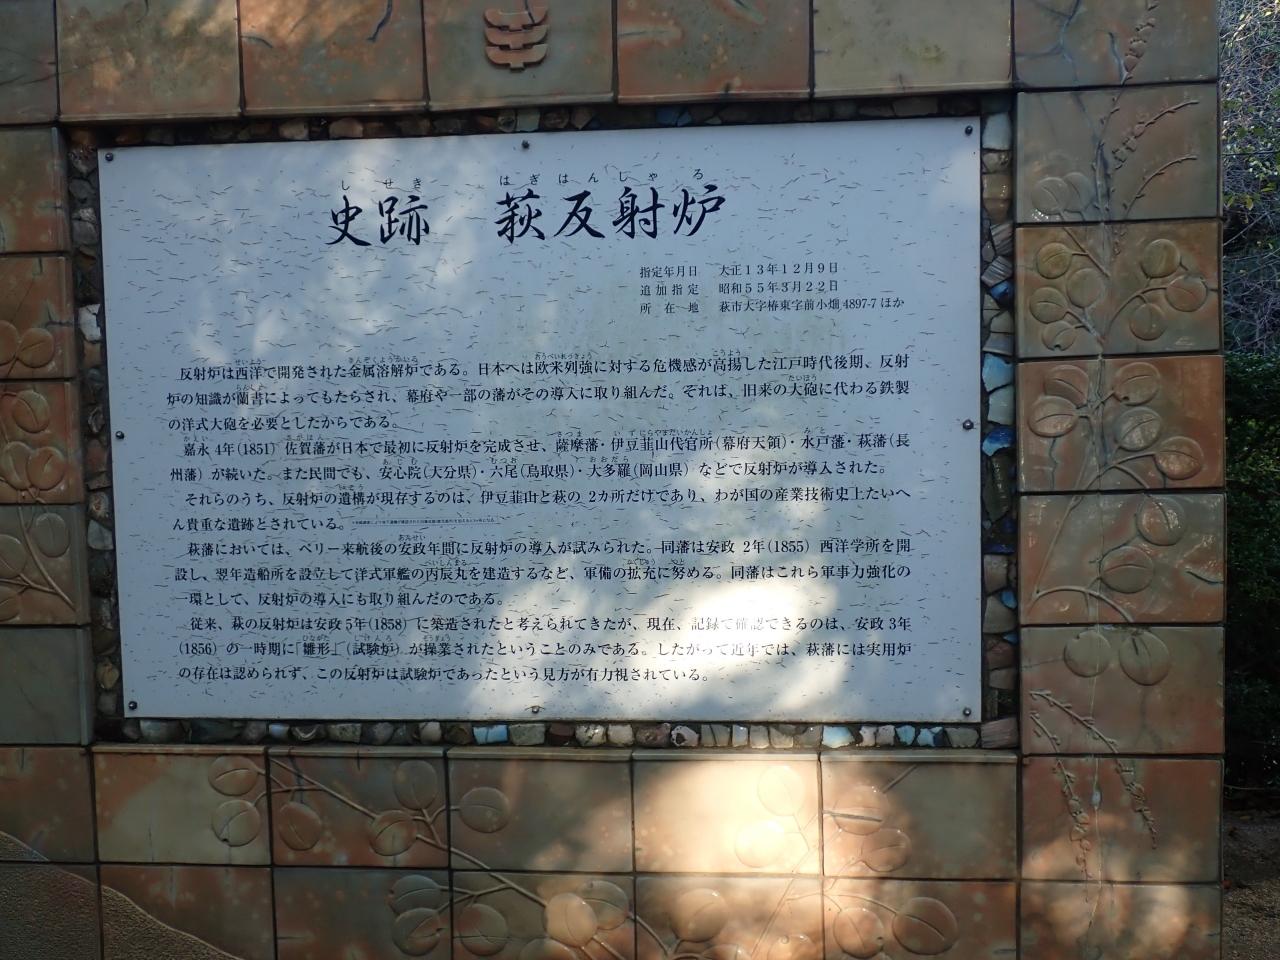 しせき はぎはんしゃろ
史跡 萩反射炉
指定年月日 大正13年12月9日
追加指定 昭和55年3月22日
所在地 萩市大字椿東字前小畑4897-7ほか
反射炉は西洋で開発された金属溶解炉である。日本へは欧米列強に対する危機感が高揚した江戸時代後期、反射
炉の知識が蘭書によってもたらされ、幕府や一部の藩がその導入に取り組んだ。それは、旧来の大砲に代わる鉄製
の洋式大砲を必要としたからである。
嘉永4年(1851)佐賀藩が日本で最初に反射炉を完成させ、薩摩藩・伊豆韮山代官所(幕府天領)・水戸藩・萩藩(長
州藩)が続いた。また民間でも、安心院(大分県)・六尾(鳥取県)・大多羅(岡山県)などで反射炉が導入された。
それらのうち、反射炉の遺構が現存するのは、伊豆韮山と萩の2カ所だけであり、わが国の産業技術史上たいへ
ん貴重な遺跡とされている。
萩藩においては、ペリー来航後の安政年間に反射炉の導入が試みられた。同藩は安政2年(1855)西洋学所を開
設し、翌年造船所を設立して洋式軍艦の丙辰丸を建造するなど、軍備の拡充に努める。同藩はこれら軍事力強化の
一環として、反射炉の導入にも取り組んだのである。
従来、萩の反射炉は安政5年(1858)に築造されたと考えられてきたが、現在、記録で確認できるのは、安政3年
(1856)の一時期に「雛形」(試験炉)が操業されたということのみである。したがって近年では、萩藩には実用炉
の存在は認められず、この反射炉は試験炉であったという見方が有力視されている。